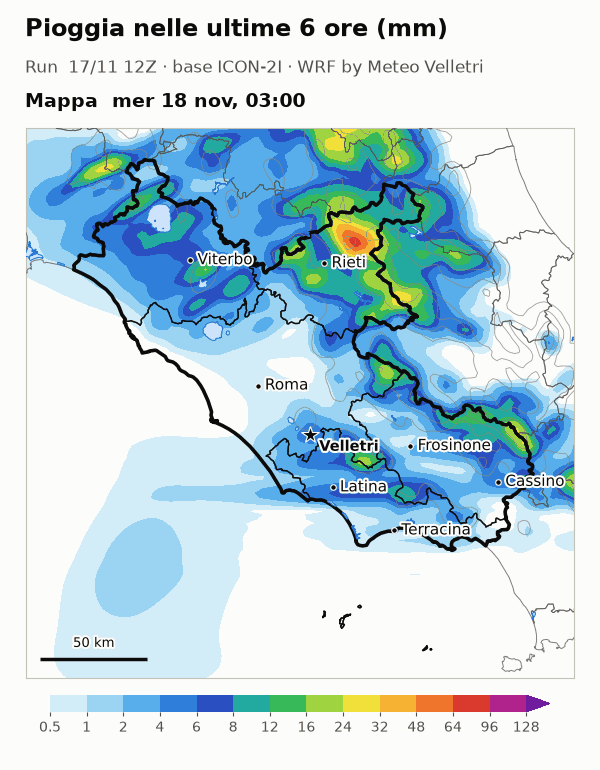 Pioggia nelle ultime 6 ore (mm)
Run  17/11 12Z · base ICON-2I · WRF by Meteo Velletri
Mappa  mer 18 nov, 03:00
Viterbo
Rieti
Roma
Velletri
Frosinone
Latina
Cassino
Terracina
50 km
0.5 1 2 4 6 8 12 16 24 32 48 64 96 128